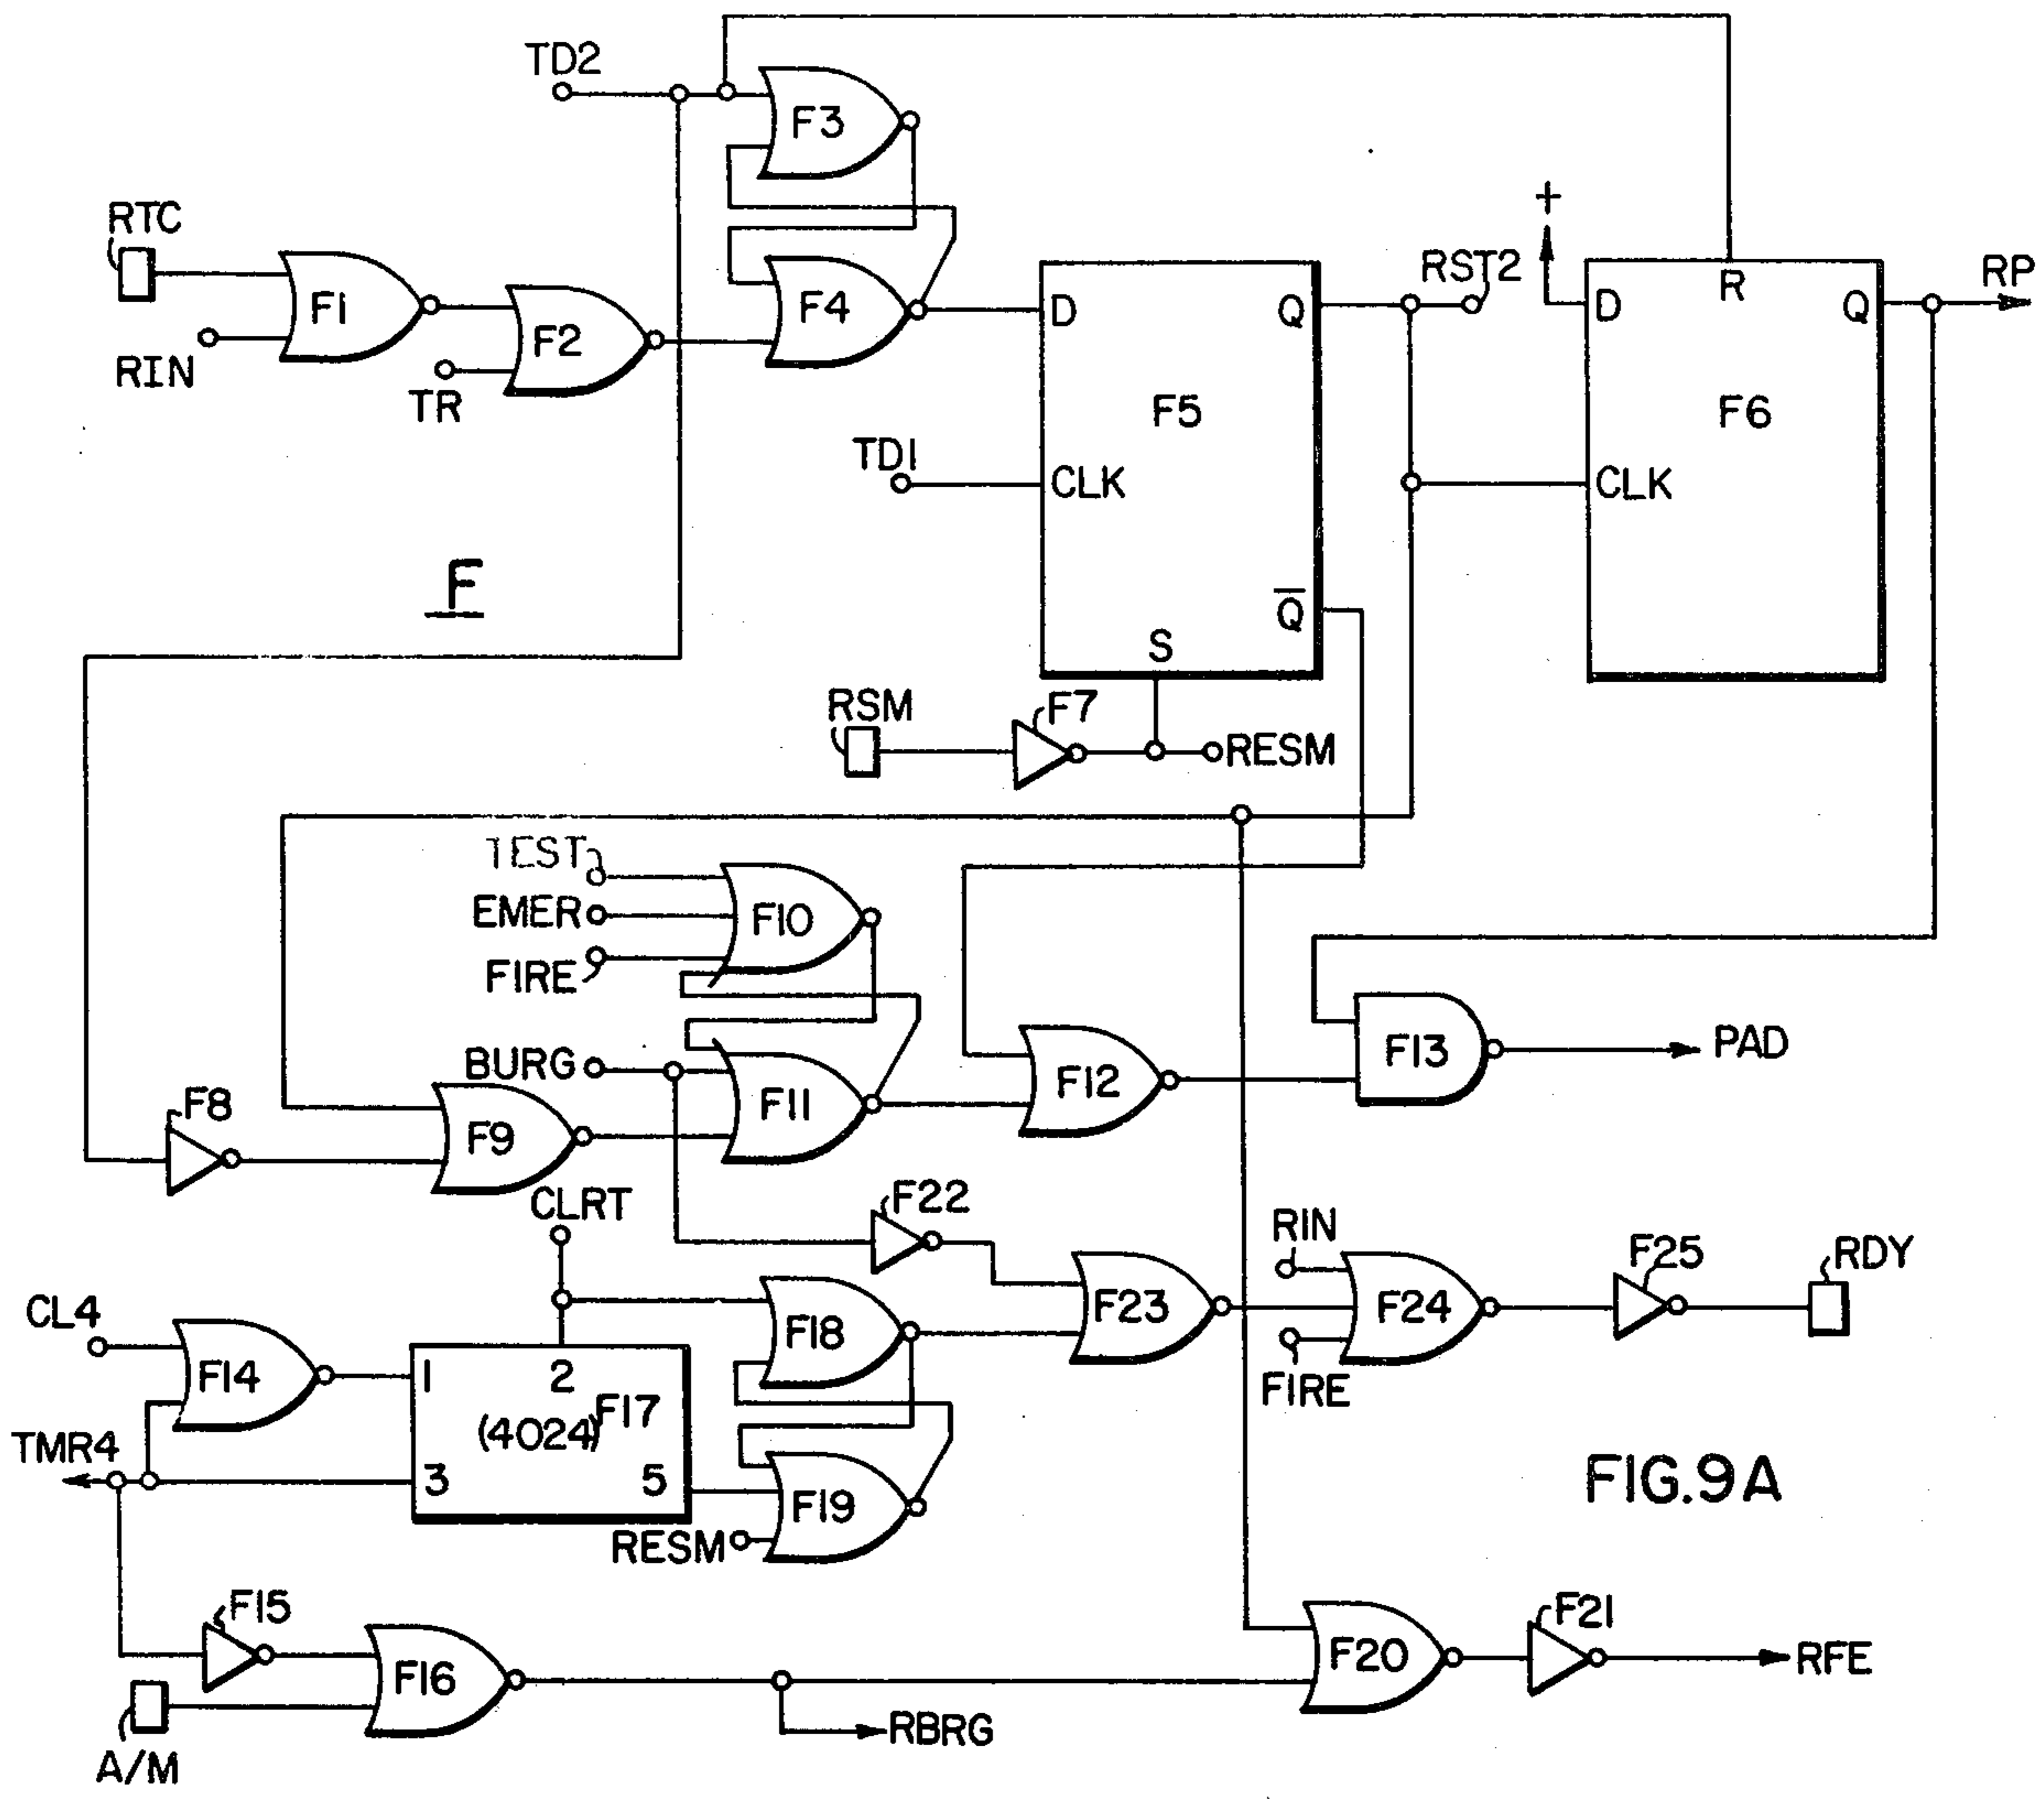 TD2
F3
RTC
F1
RIN
F2
TR
F4
D
Q
RST2
D
R
Q
RP
+
F5
F6
TD1
CLK
CLK
F
Q̅
S
RSM
F7
RESM
TEST
EMER
F10
FIRE
BURG
F11
F12
F13
PAD
F8
F9
CLRT
F22
RIN
F25
RDY
CL4
F14
F18
F23
F24
1
2
F17
(4024)
FIRE
TMR4
3
5
F19
FIG.9A
RESM
F15
F16
F20
F21
RFE
RBRG
A/M